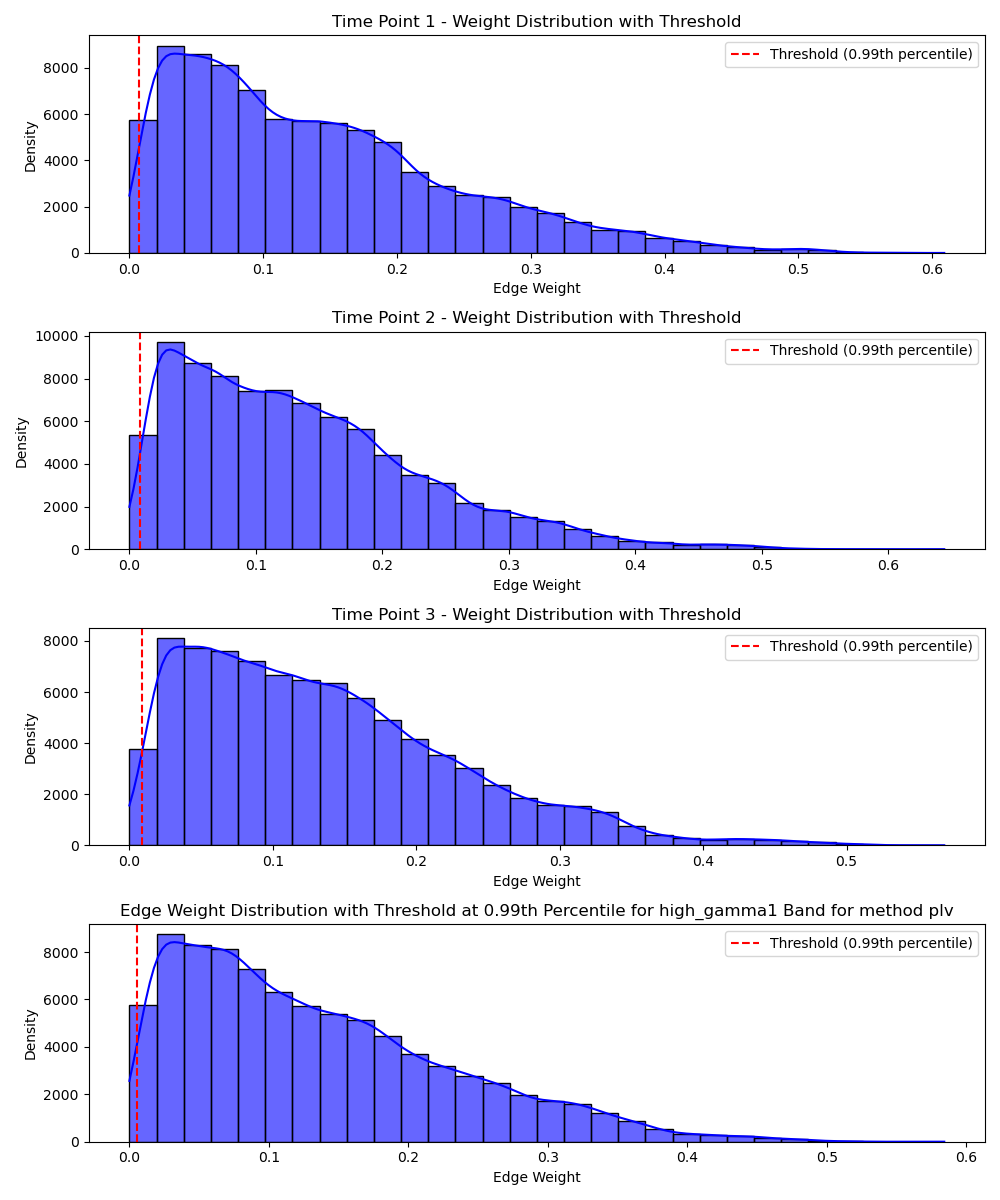 Time Point 1 - Weight Distribution with Threshold
Threshold (0.99th percentile)
Density
8000
6000
4000
2000
0
0.0 0.1 0.2 0.3 0.4 0.5 0.6
Edge Weight
Time Point 2 - Weight Distribution with Threshold
Threshold (0.99th percentile)
Density
10000
8000
6000
4000
2000
0
0.0 0.1 0.2 0.3 0.4 0.5 0.6
Edge Weight
Time Point 3 - Weight Distribution with Threshold
Threshold (0.99th percentile)
Density
8000
6000
4000
2000
0
0.0 0.1 0.2 0.3 0.4 0.5
Edge Weight
Edge Weight Distribution with Threshold at 0.99th Percentile for high_gamma1 Band for method plv
Threshold (0.99th percentile)
Density
8000
6000
4000
2000
0
0.0 0.1 0.2 0.3 0.4 0.5 0.6
Edge Weight